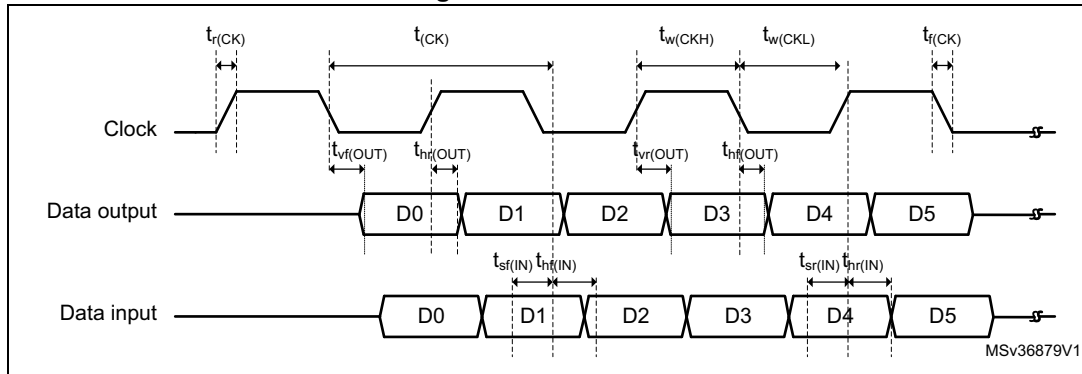 tr(CK) t(CK) tw(CKH) tw(CKL) tf(CK)
Clock
tvf(OUT) thr(OUT) tvr(OUT) thf(OUT)
Data output D0 D1 D2 D3 D4 D5
tsf(IN) thf(IN) tsr(IN) thr(IN)
Data input D0 D1 D2 D3 D4 D5
MSv36879V1